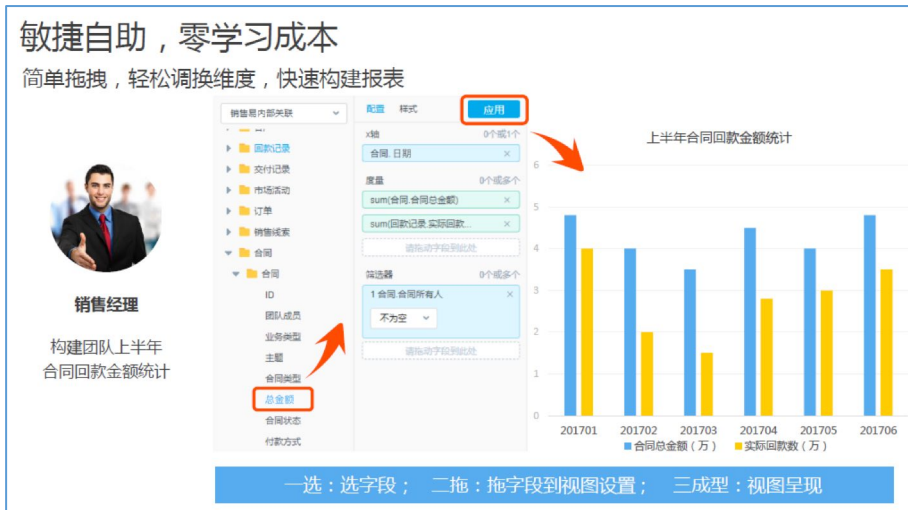 敏捷自助，零学习成本
简单拖拽，轻松调换维度，快速构建报表
销售经理
构建团队上半年
合同回款金额统计
销售易内部关联
回款记录
交付记录
市场活动
订单
销售线索
合同
合同
ID
团队成员
业务类型
主题
合同类型
总金额
合同状态
付款方式
配置 样式 应用
x轴 0个或1个
合同.日期 ×
度量 0个或多个
sum(合同.合同总金额) ×
sum(回款记录.实际回款... ×
请拖动字段到此处
筛选器 0个或多个
1 合同.合同所有人 ×
不为空
请拖动字段到此处
上半年合同回款金额统计
6
5
4
3
2
1
0
201701 201702 201703 201704 201705 201706
合同总金额（万） 实际回款数（万）
一选：选字段； 二拖：拖字段到视图设置； 三成型：视图呈现